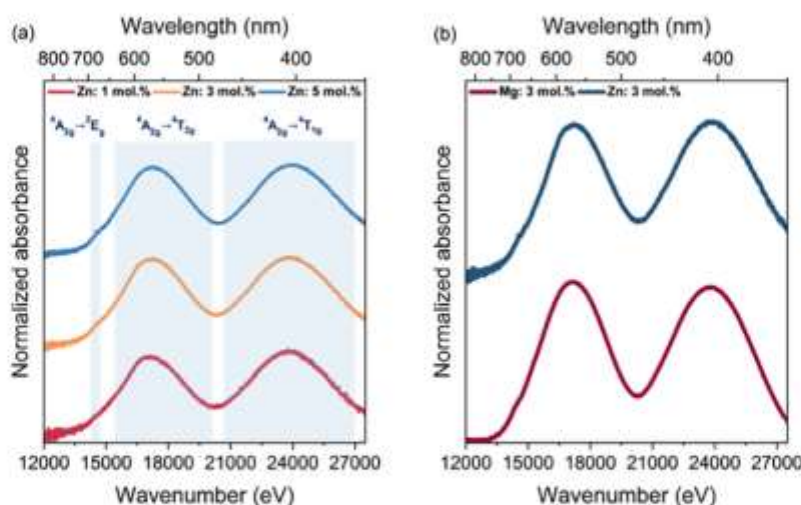 Wavelength (nm)
(a)
800 700 600 500 400
Zn: 1 mol.% Zn: 3 mol.% Zn: 5 mol.%
⁴A₂g→²Eg ⁴A₂g→⁴T₂g ⁴A₂g→⁴T₁g
Normalized absorbance
12000 15000 18000 21000 24000 27000
Wavenumber (eV)
Wavelength (nm)
(b)
800 700 600 500 400
Mg: 3 mol.% Zn: 3 mol.%
Normalized absorbance
12000 15000 18000 21000 24000 27000
Wavenumber (eV)